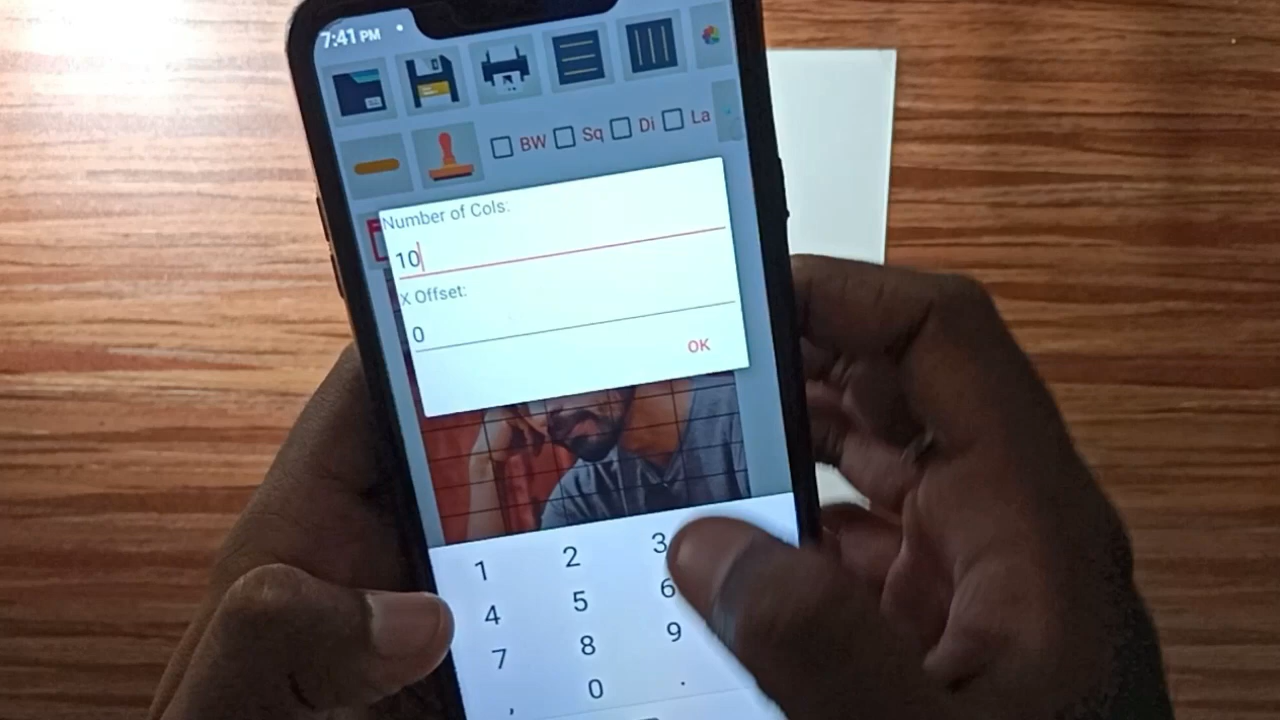 7:41 PM
BW Sq Di La
Number of Cols:
10
X Offset:
0
OK
1 2 3
4 5 6
7 8 9
, 0 .